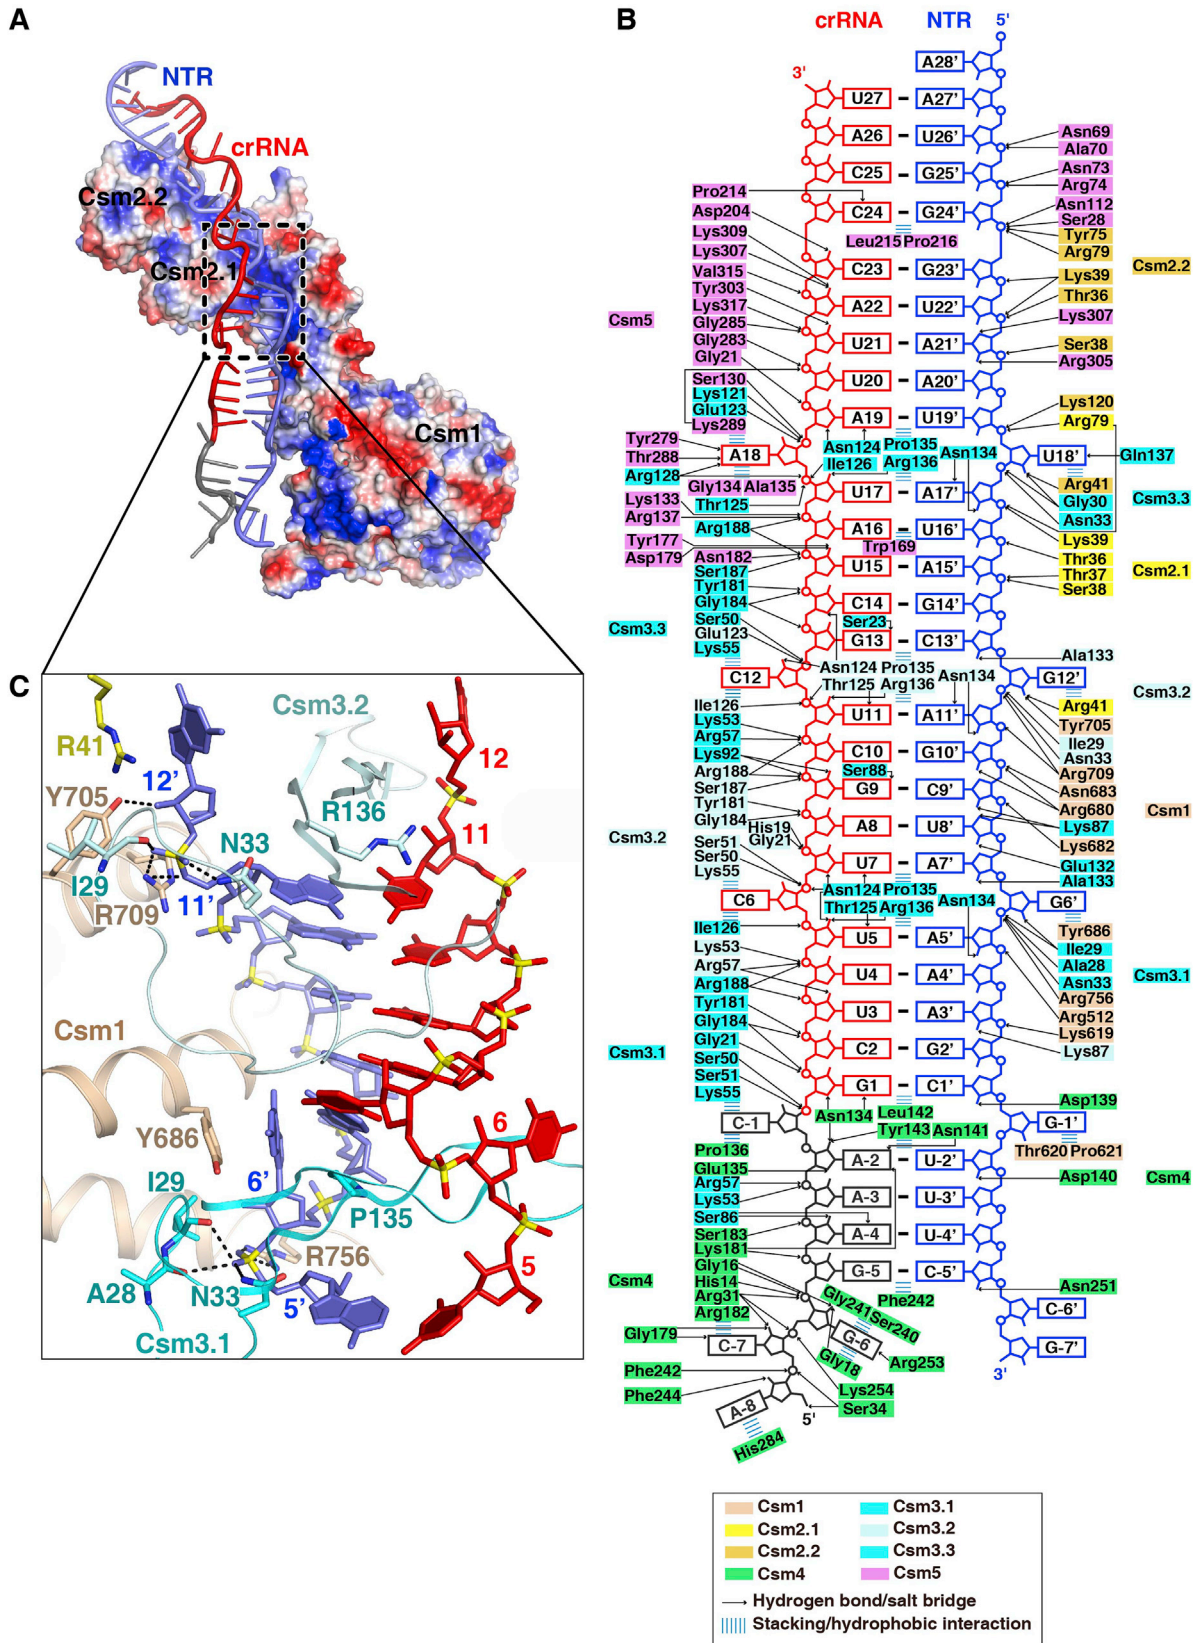 A
NTR
crRNA
Csm2.2
Csm2.1
Csm1
B
crRNA NTR
5'
3'
A28'
U27 A27'
A26 U26'
C25 G25'
C24 G24'
C23 G23'
A22 U22'
U21 A21'
U20 A20'
A19 U19'
A18 U18'
U17 A17'
A16 U16'
U15 A15'
C14 G14'
G13 C13'
C12 G12'
U11 A11'
C10 G10'
G9 C9'
A8 U8'
U7 A7'
C6 G6'
U5 A5'
U4 A4'
U3 A3'
C2 G2'
G1 C1'
C-1 G-1'
A-2 U-2'
A-3 U-3'
A-4 U-4'
G-5 C-5'
G-6 C-6'
C-7 G-7'
A-8
5'
3'
Pro214
Asp204
Lys309
Lys307
Val315
Tyr303
Lys317
Gly285
Gly283
Gly21
Ser130
Lys121
Glu123
Lys289
Csm5
Tyr279
Thr288
Arg128
Gly134 Ala135
Lys133
Thr125
Arg137
Arg188
Tyr177
Asp179 Asn182
Ser187
Tyr181
Gly184
Ser50
Glu123
Lys55
Csm3.3
Ile126
Lys53
Arg57
Lys92
Arg188
Ser187
Tyr181
Gly184
His19
Gly21
Ser51
Ser50
Lys55
Csm3.2
Ile126
Lys53
Arg57
Arg188
Tyr181
Gly184
Gly21
Ser50
Ser51
Lys55
Csm3.1
Pro136
Glu135
Arg57
Lys53
Ser86
Ser183
Lys181
Gly16
His14
Arg31
Arg182
Csm4
Gly179
Phe242
Phe244
His284
Leu215 Pro216
Asn124 Pro135
Ile126 Arg136
Asn134
Trp169
Ser23
Asn124 Pro135
Thr125 Arg136
Asn134
Ser88
Asn124 Pro135
Thr125 Arg136
Asn134
Asn134 Leu142
Tyr143 Asn141
Phe242
Gly241 Ser240
Gly18
Arg253
Lys254
Ser34
Asn69
Ala70
Asn73
Arg74
Asn112
Ser28
Tyr75
Arg79
Lys39
Thr36
Lys307
Ser38
Arg305
Csm2.2
Lys120
Arg79
Gln137
Arg41
Gly30
Asn33
Csm3.3
Lys39
Thr36
Thr37
Ser38
Csm2.1
Ala133
Csm3.2
Arg41
Tyr705
Ile29
Asn33
Arg709
Asn683
Arg680
Csm1
Lys87
Lys682
Glu132
Ala133
Tyr686
Ile29
Ala28
Asn33
Csm3.1
Arg756
Arg512
Lys619
Lys87
Asp139
Thr620 Pro621
Asp140
Csm4
Asn251
C
R41
12'
Csm3.2
12
Y705
R136
11
N33
I29
R709
11'
Csm1
Y686
6
I29
6'
P135
R756
5
A28
N33
5'
Csm3.1
Csm1 Csm3.1
Csm2.1 Csm3.2
Csm2.2 Csm3.3
Csm4 Csm5
Hydrogen bond/salt bridge
Stacking/hydrophobic interaction